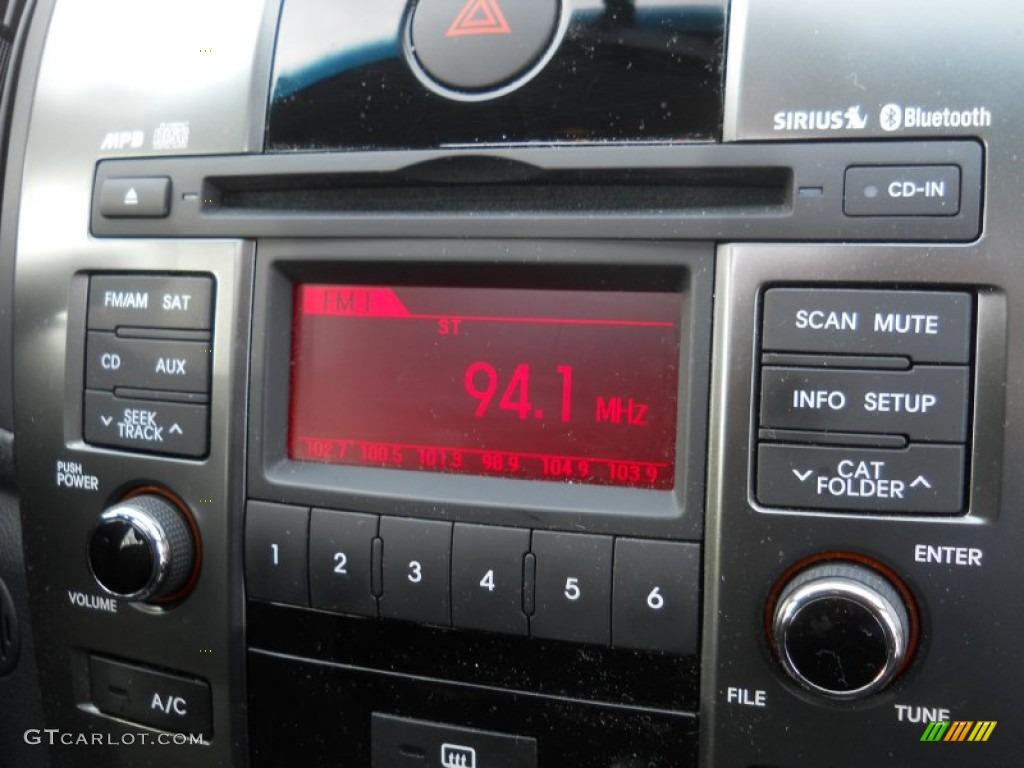 MP3
SIRIUS Bluetooth
CD-IN
FM/AM SAT
CD AUX
SEEK
TRACK
PUSH
POWER
VOLUME
A/C
FM 1
ST
94.1 MHz
102.7 100.5 101.3 98.9 104.9 103.9
1 2 3 4 5 6
SCAN MUTE
INFO SETUP
CAT
FOLDER
ENTER
FILE
TUNE
GTCARLOT.COM